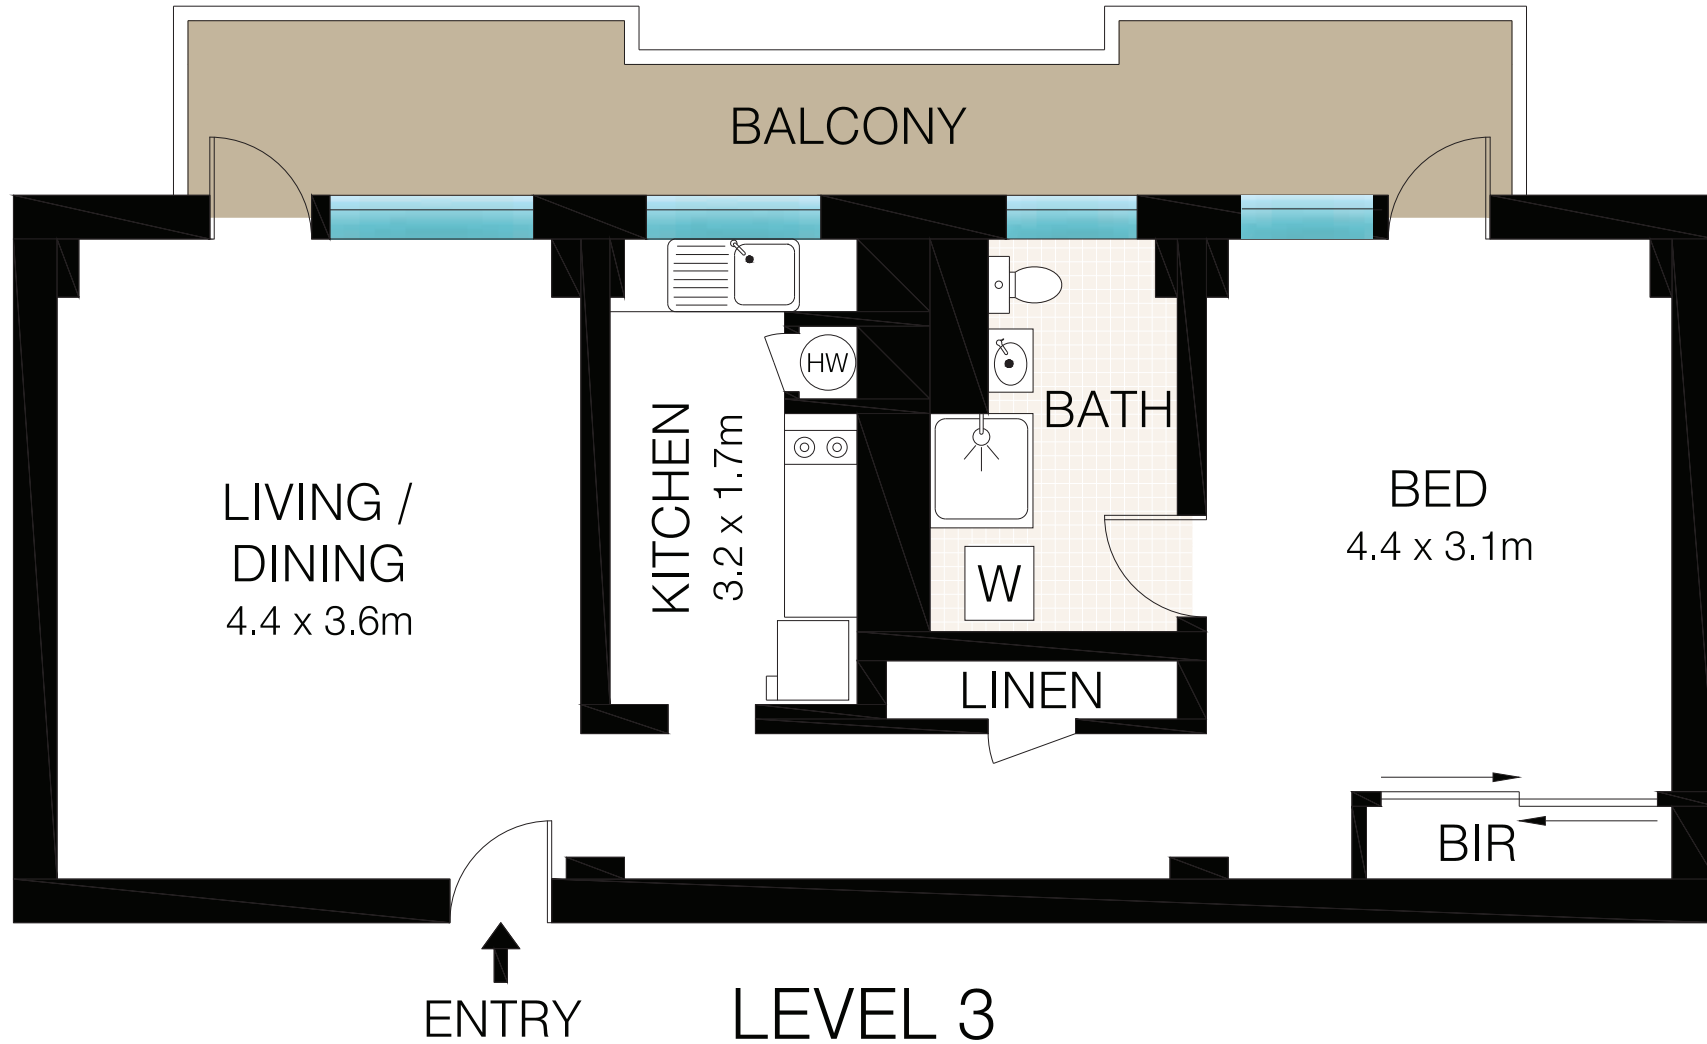 BALCONY
HW
KITCHEN
3.2 x 1.7m
BATH
LIVING /
DINING
4.4 x 3.6m
BED
4.4 x 3.1m
W
LINEN
BIR
ENTRY
LEVEL 3